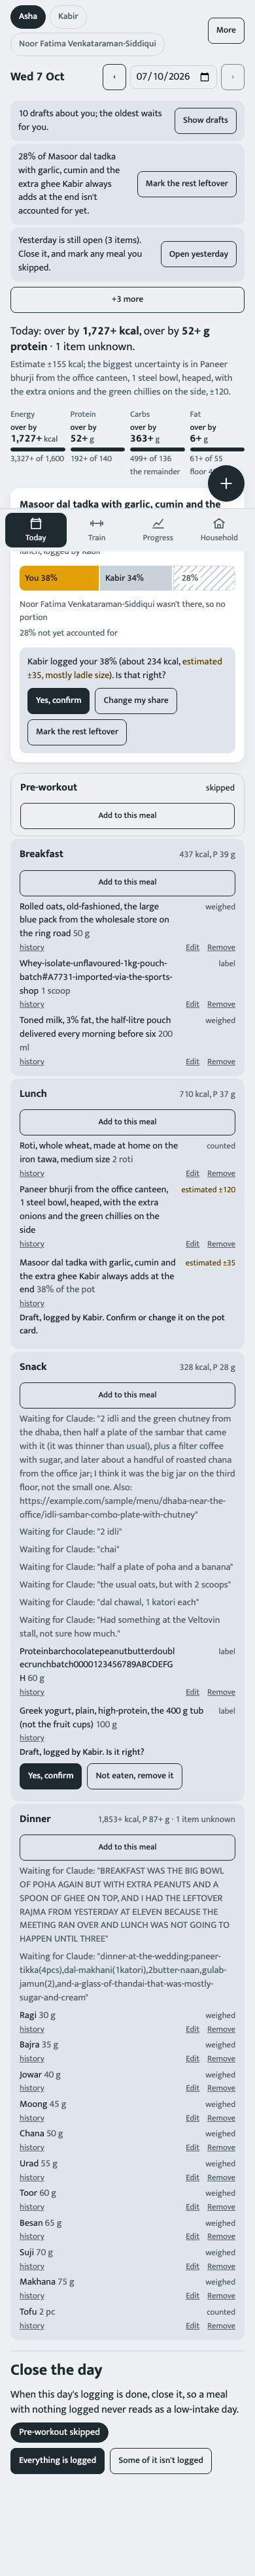 Asha
Kabir
Noor Fatima Venkataraman-Siddiqui
More
Wed 7 Oct
‹
07/10/2026
›
10 drafts about you; the oldest waits
for you.
Show drafts
28% of Masoor dal tadka
with garlic, cumin and the
extra ghee Kabir always
adds at the end isn't
accounted for yet.
Mark the rest leftover
Yesterday is still open (3 items).
Close it, and mark any meal you
skipped.
Open yesterday
+3 more
Today: over by 1,727+ kcal, over by 52+ g
protein · 1 item unknown.
Estimate ±155 kcal; the biggest uncertainty is in Paneer
bhurji from the office canteen, 1 steel bowl, heaped, with
the extra onions and the green chillies on the side, ±120.
Energy
over by
1,727+ kcal
3,327+ of 1,600
Protein
over by
52+ g
192+ of 140
Carbs
over by
363+ g
499+ of 136
the remainder
Fat
over by
6+ g
61+ of 55
floor
+
Masoor dal tadka with garlic, cumin and the
Today
Train
Progress
Household
lunch, logged by Kabir
You 38%
Kabir 34%
28%
Noor Fatima Venkataraman-Siddiqui wasn't there, so no
portion
28% not yet accounted for
Kabir logged your 38% (about 234 kcal, estimated
±35, mostly ladle size). Is that right?
Yes, confirm
Change my share
Mark the rest leftover
Pre-workout
skipped
Add to this meal
Breakfast
437 kcal, P 39 g
Add to this meal
Rolled oats, old-fashioned, the large
blue pack from the wholesale store on
the ring road 50 g
weighed
history
Edit
Remove
Whey-isolate-unflavoured-1kg-pouch-
batch#A7731-imported-via-the-sports-
shop 1 scoop
label
history
Edit
Remove
Toned milk, 3% fat, the half-litre pouch
delivered every morning before six 200
ml
weighed
history
Edit
Remove
Lunch
710 kcal, P 37 g
Add to this meal
Roti, whole wheat, made at home on the
iron tawa, medium size 2 roti
counted
history
Edit
Remove
Paneer bhurji from the office canteen,
1 steel bowl, heaped, with the extra
onions and the green chillies on the
side
estimated ±120
history
Edit
Remove
Masoor dal tadka with garlic, cumin and
the extra ghee Kabir always adds at the
end 38% of the pot
estimated ±35
history
Draft, logged by Kabir. Confirm or change it on the pot
card.
Snack
328 kcal, P 28 g
Add to this meal
Waiting for Claude: "2 idli and the green chutney from
the dhaba, then half a plate of the sambar that came
with it (it was thinner than usual), plus a filter coffee
with sugar, and later about a handful of roasted chana
from the office jar; I think it was the big jar on the third
floor, not the small one. Also:
https://example.com/sample/menu/dhaba-near-the-
office/idli-sambar-combo-plate-with-chutney"
Waiting for Claude: "2 idli"
Waiting for Claude: "chai"
Waiting for Claude: "half a plate of poha and a banana"
Waiting for Claude: "the usual oats, but with 2 scoops"
Waiting for Claude: "dal chawal, 1 katori each"
Waiting for Claude: "Had something at the Veltovin
stall, not sure how much."
Proteinbarchocolatepeanutbutterdoubl
ecrunchbatch0000123456789ABCDEFG
H 60 g
label
history
Edit
Remove
Greek yogurt, plain, high-protein, the 400 g tub
(not the fruit cups) 100 g
label
history
Draft, logged by Kabir. Is it right?
Yes, confirm
Not eaten, remove it
Dinner
1,853+ kcal, P 87+ g · 1 item unknown
Add to this meal
Waiting for Claude: "BREAKFAST WAS THE BIG BOWL
OF POHA AGAIN BUT WITH EXTRA PEANUTS AND A
SPOON OF GHEE ON TOP, AND I HAD THE LEFTOVER
RAJMA FROM YESTERDAY AT ELEVEN BECAUSE THE
MEETING RAN OVER AND LUNCH WAS NOT GOING TO
HAPPEN UNTIL THREE"
Waiting for Claude: "dinner-at-the-wedding:paneer-
tikka(4pcs),dal-makhani(1katori),2butter-naan,gulab-
jamun(2),and-a-glass-of-thandai-that-was-mostly-
sugar-and-cream"
Ragi 30 g
weighed
history
Edit
Remove
Bajra 35 g
weighed
history
Edit
Remove
Jowar 40 g
weighed
history
Edit
Remove
Moong 45 g
weighed
history
Edit
Remove
Chana 50 g
weighed
history
Edit
Remove
Urad 55 g
weighed
history
Edit
Remove
Toor 60 g
weighed
history
Edit
Remove
Besan 65 g
weighed
history
Edit
Remove
Suji 70 g
weighed
history
Edit
Remove
Makhana 75 g
weighed
history
Edit
Remove
Tofu 2 pc
counted
history
Edit
Remove
Close the day
When this day's logging is done, close it, so a meal
with nothing logged never reads as a low-intake day.
Pre-workout skipped
Everything is logged
Some of it isn't logged